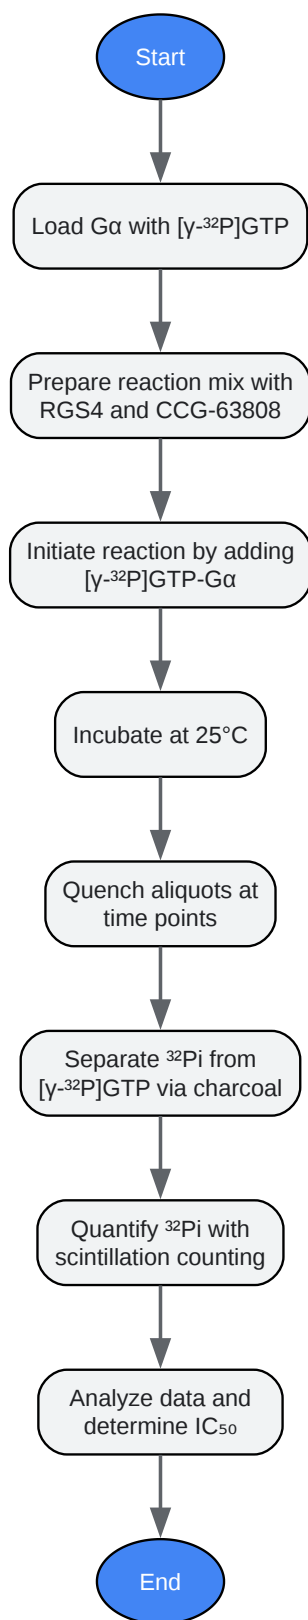 Start
Load Gα with [γ-³²P]GTP
Prepare reaction mix with
RGS4 and CCG-63808
Initiate reaction by adding
[γ-³²P]GTP-Gα
Incubate at 25°C
Quench aliquots at
time points
Separate ³²Pi from
[γ-³²P]GTP via charcoal
Quantify ³²Pi with
scintillation counting
Analyze data and
determine IC₅₀
End